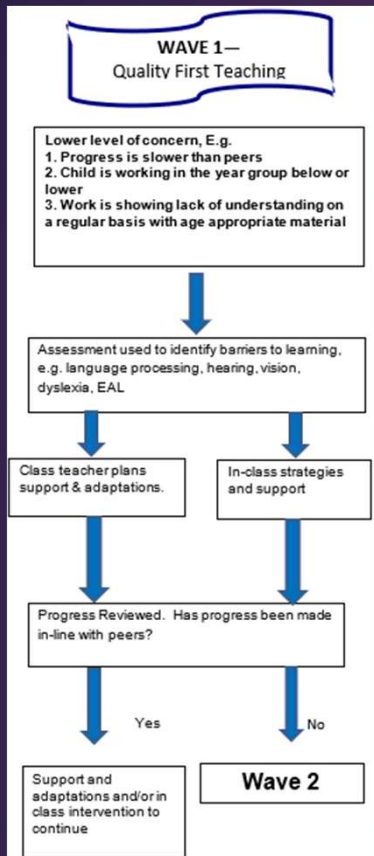 WAVE 1—
Quality First Teaching
Lower level of concern, E.g.
1. Progress is slower than peers
2. Child is working in the year group below or
lower
3. Work is showing lack of understanding on
a regular basis with age appropriate material
Assessment used to identify barriers to learning,
e.g. language processing, hearing, vision,
dyslexia, EAL
Class teacher plans
support & adaptations.
In-class strategies
and support
Progress Reviewed.  Has progress been made
in-line with peers?
Yes
No
Support and
adaptations and/or in
class intervention to
continue
Wave 2